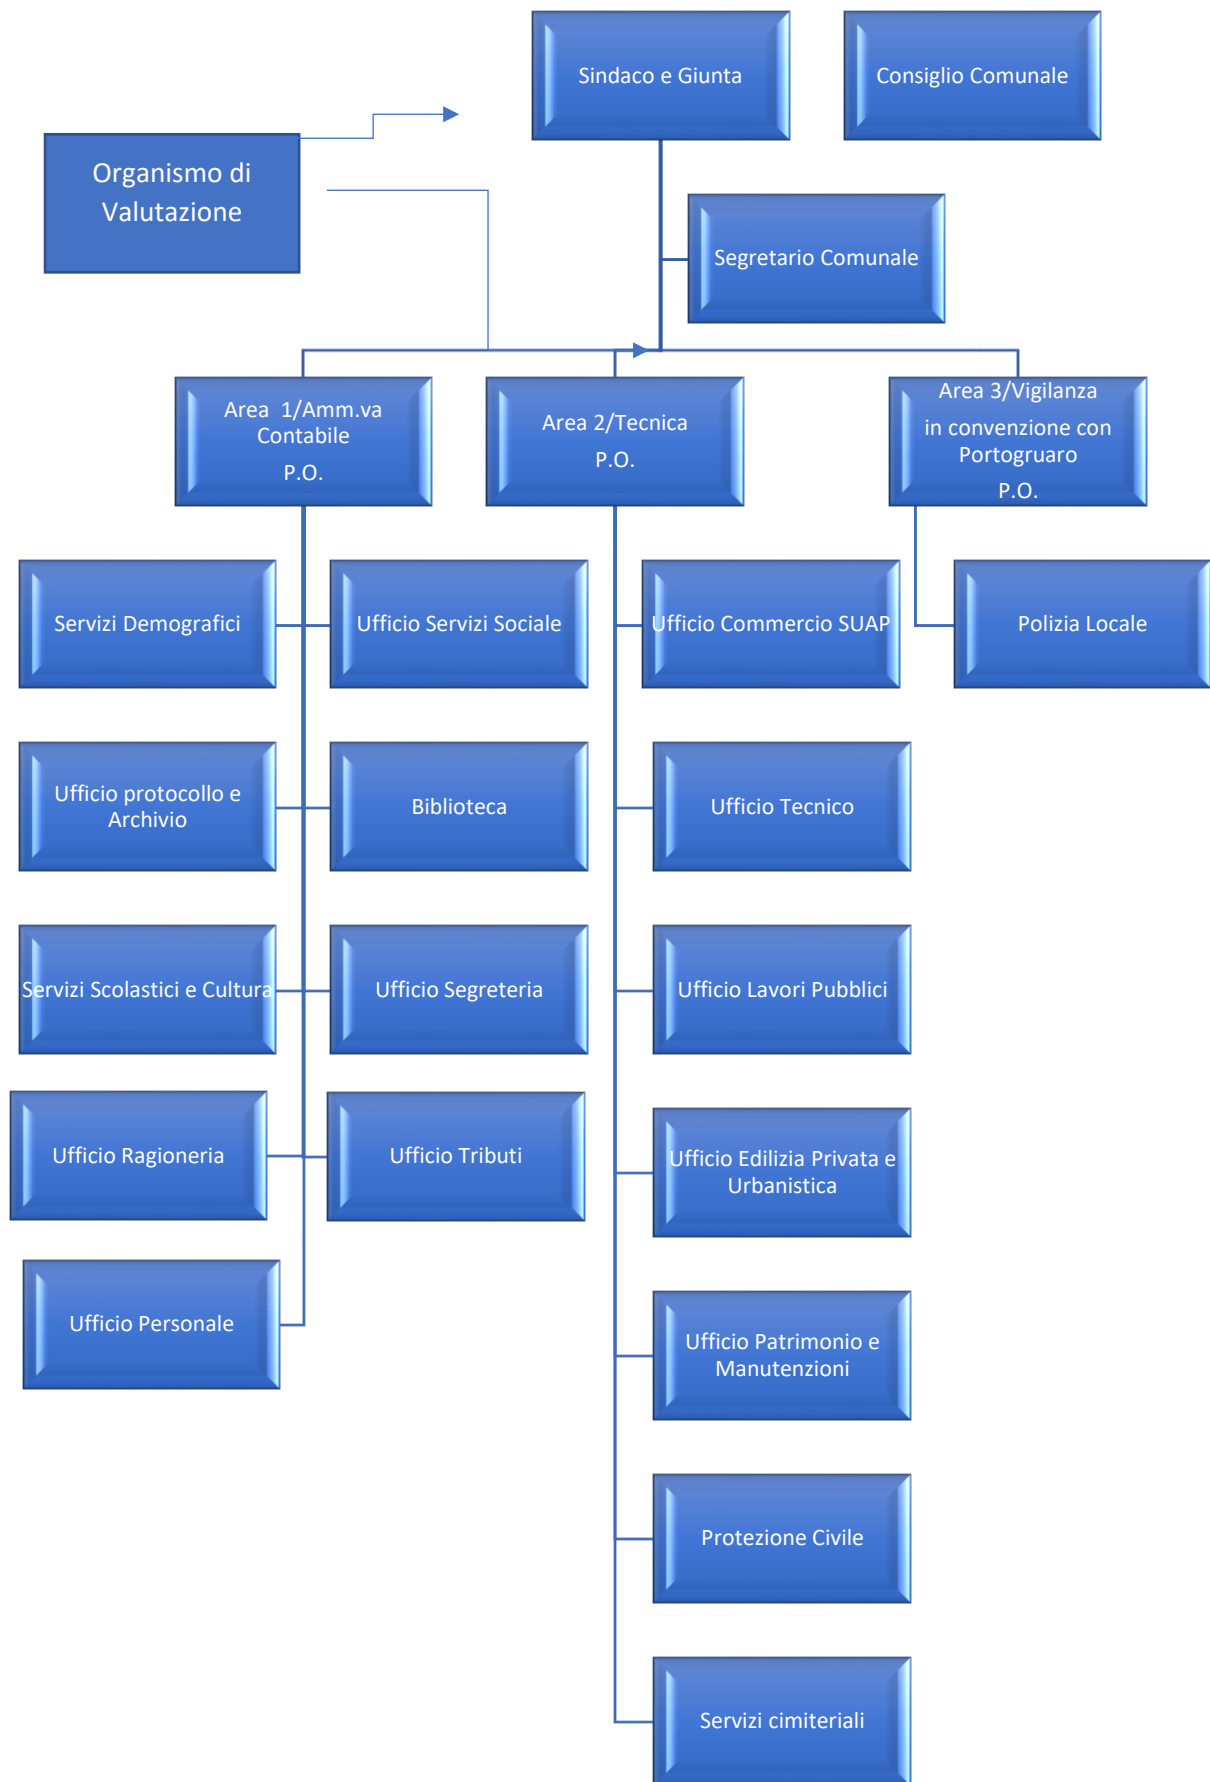 Sindaco e Giunta
Consiglio Comunale
Organismo di
Valutazione
Segretario Comunale
Area  1/Amm.va
Contabile
P.O.
Area 2/Tecnica
P.O.
Area 3/Vigilanza
in convenzione con
Portogruaro
P.O.
Servizi Demografici
Ufficio Servizi Sociale
Ufficio Commercio SUAP
Polizia Locale
Ufficio protocollo e
Archivio
Biblioteca
Ufficio Tecnico
Servizi Scolastici e Cultura
Ufficio Segreteria
Ufficio Lavori Pubblici
Ufficio Ragioneria
Ufficio Tributi
Ufficio Edilizia Privata e
Urbanistica
Ufficio Personale
Ufficio Patrimonio e
Manutenzioni
Protezione Civile
Servizi cimiteriali